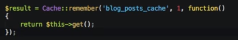 $result = Cache::remember('blog_posts_cache', 1, function()
{
return $this->get();
});